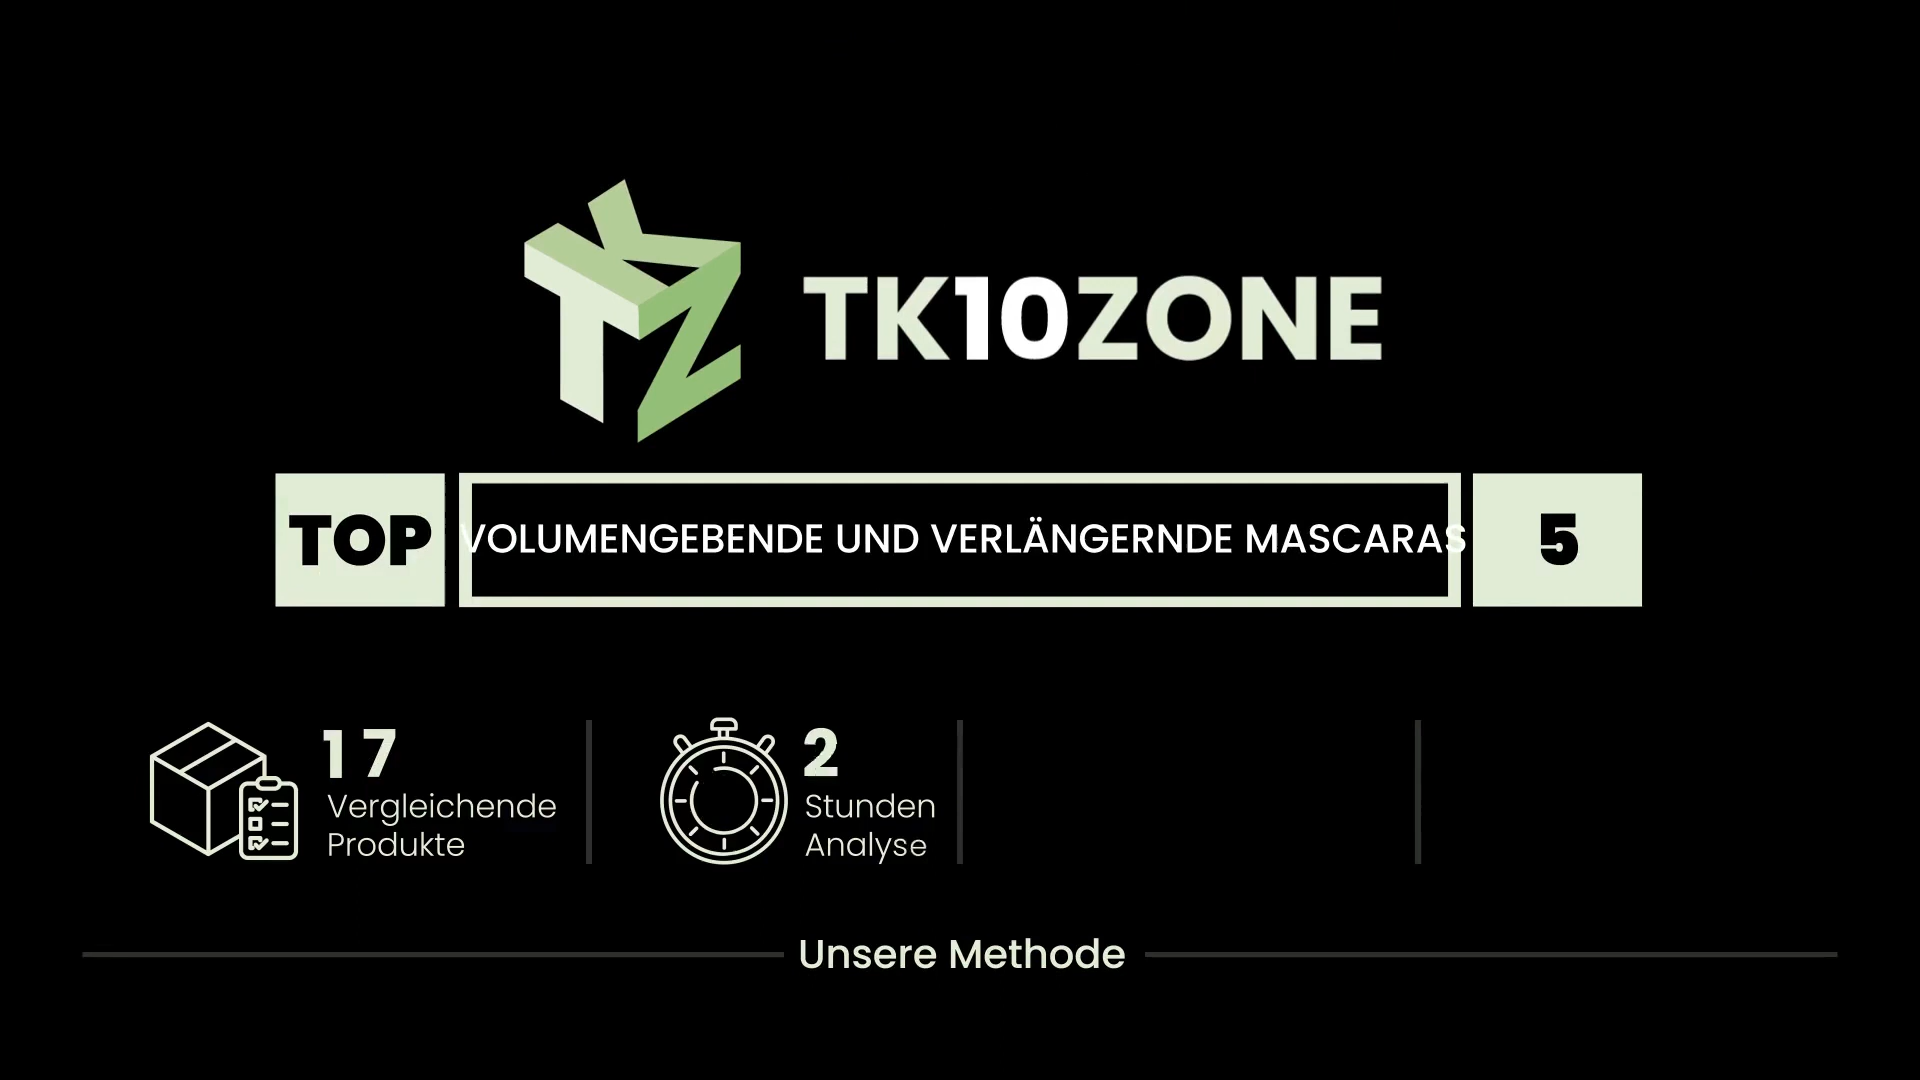 TK10ZONE
TOP VOLUMENGEBENDE UND VERLÄNGERNDE MASCARAS 5
17
Vergleichende
Produkte
2
Stunden
Analyse
Unsere Methode